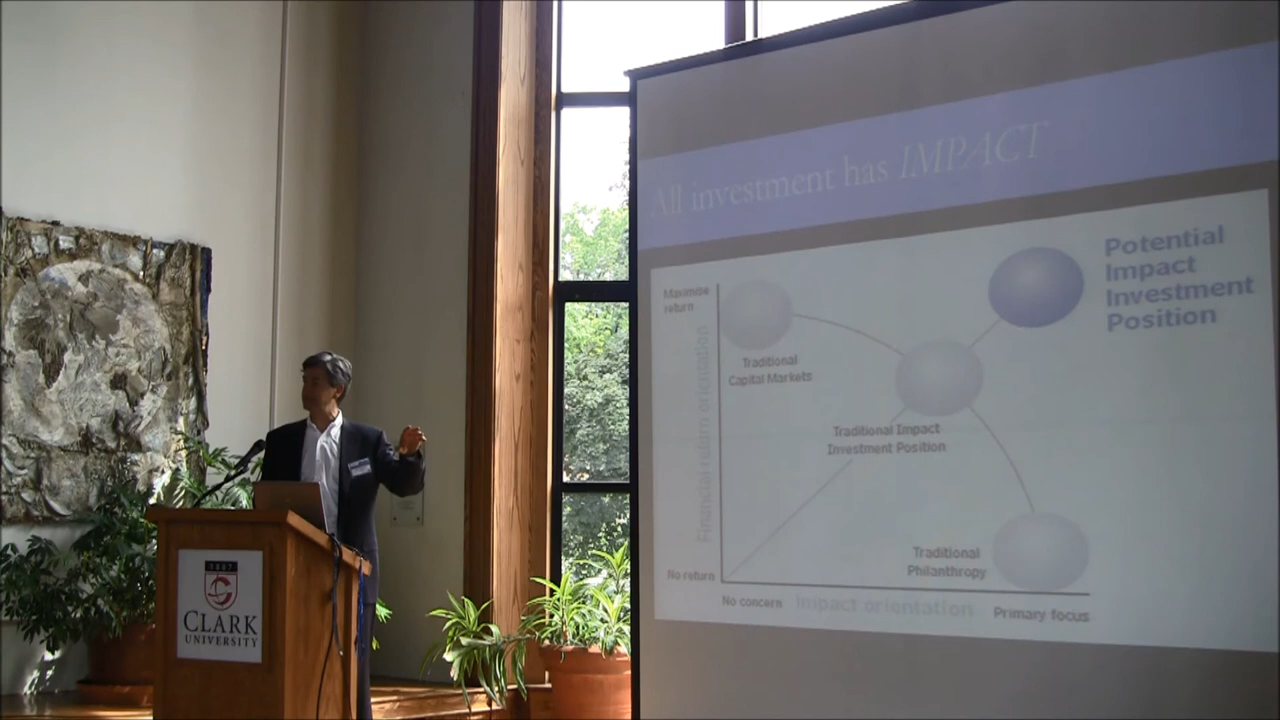 All investment has IMPACT
Maximise
return
Financial return orientation
No return
Traditional
Capital Markets
Traditional Impact
Investment Position
Potential
Impact
Investment
Position
Traditional
Philanthropy
No concern
Impact orientation
Primary focus
1887
CLARK
UNIVERSITY